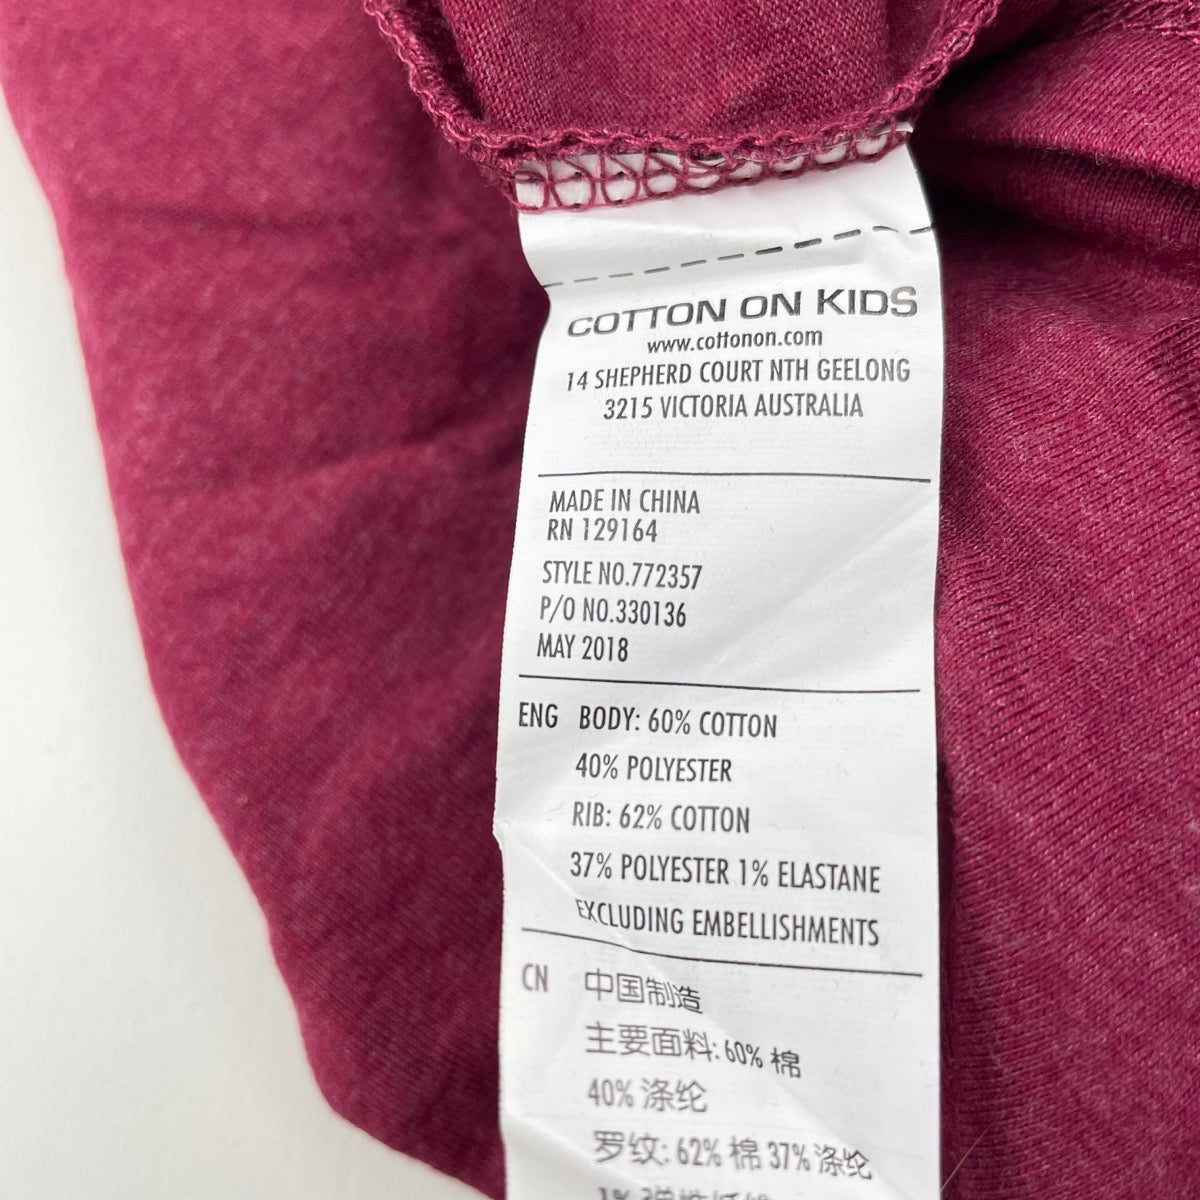 COTTON ON KIDS
www.cottonon.com
14 SHEPHERD COURT NTH GEELONG
3215 VICTORIA AUSTRALIA
MADE IN CHINA
RN 129164
STYLE NO.772357
P/O NO.330136
MAY 2018
ENG BODY: 60% COTTON
40% POLYESTER
RIB: 62% COTTON
37% POLYESTER 1% ELASTANE
EXCLUDING EMBELLISHMENTS
CN 中国制造
主要面料: 60% 棉
40% 涤纶
罗纹: 62% 棉 37% 涤纶